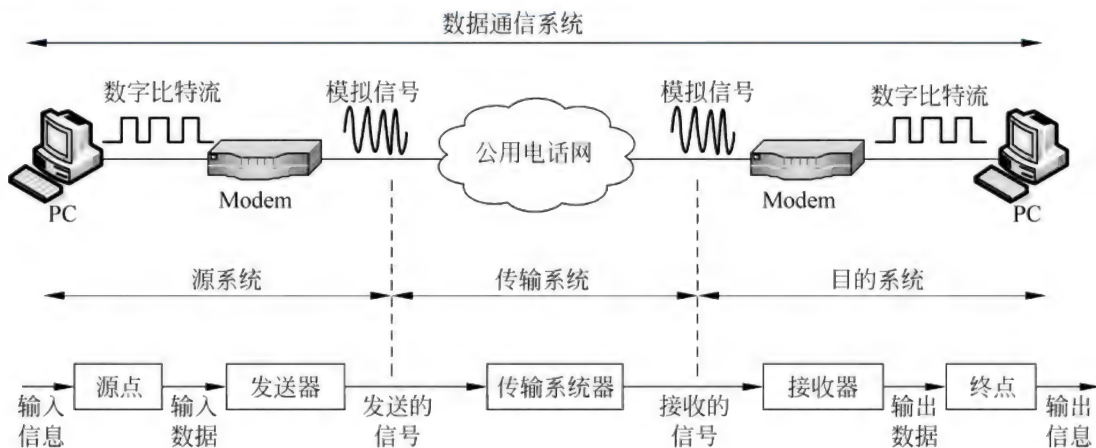 数据通信系统
数字比特流
模拟信号
模拟信号
数字比特流
公用电话网
PC
Modem
Modem
PC
源系统
传输系统
目的系统
源点
发送器
传输系统器
接收器
终点
输入
信息
输入
数据
发送的
信号
接收的
信号
输出
数据
输出
信息